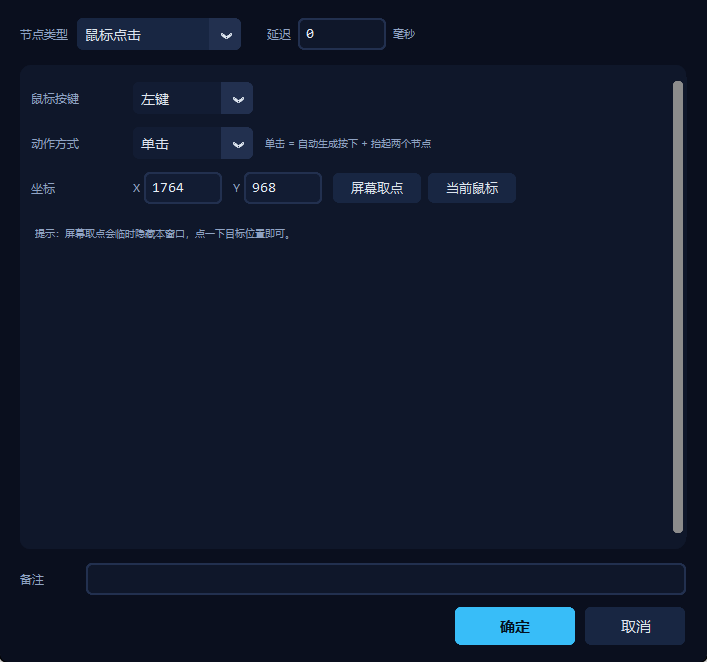 节点类型 鼠标点击 延迟 0 毫秒
鼠标按键 左键
动作方式 单击 单击 = 自动生成按下 + 抬起两个节点
坐标 X 1764 Y 968 屏幕取点 当前鼠标
提示：屏幕取点会临时隐藏本窗口，点一下目标位置即可。
备注
确定 取消